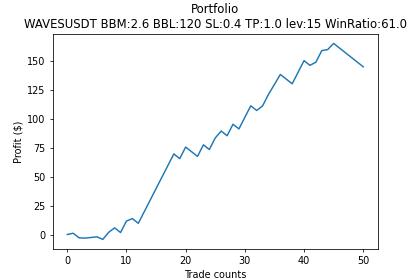 Portfolio
WAVESUSDT BBM:2.6 BBL:120 SL:0.4 TP:1.0 lev:15 WinRatio:61.0
150
125
100
75
50
25
0
Profit ($)
0 10 20 30 40 50
Trade counts